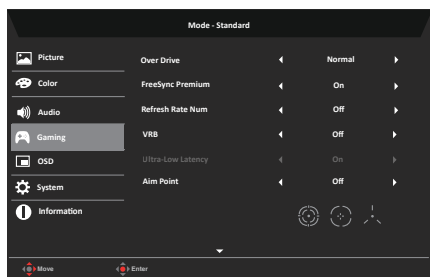 Mode - Standard
Picture
Color
Audio
Gaming
OSD
System
Information
Over Drive Normal
FreeSync Premium On
Refresh Rate Num Off
VRB Off
Ultra-Low Latency On
Aim Point Off
Move Enter